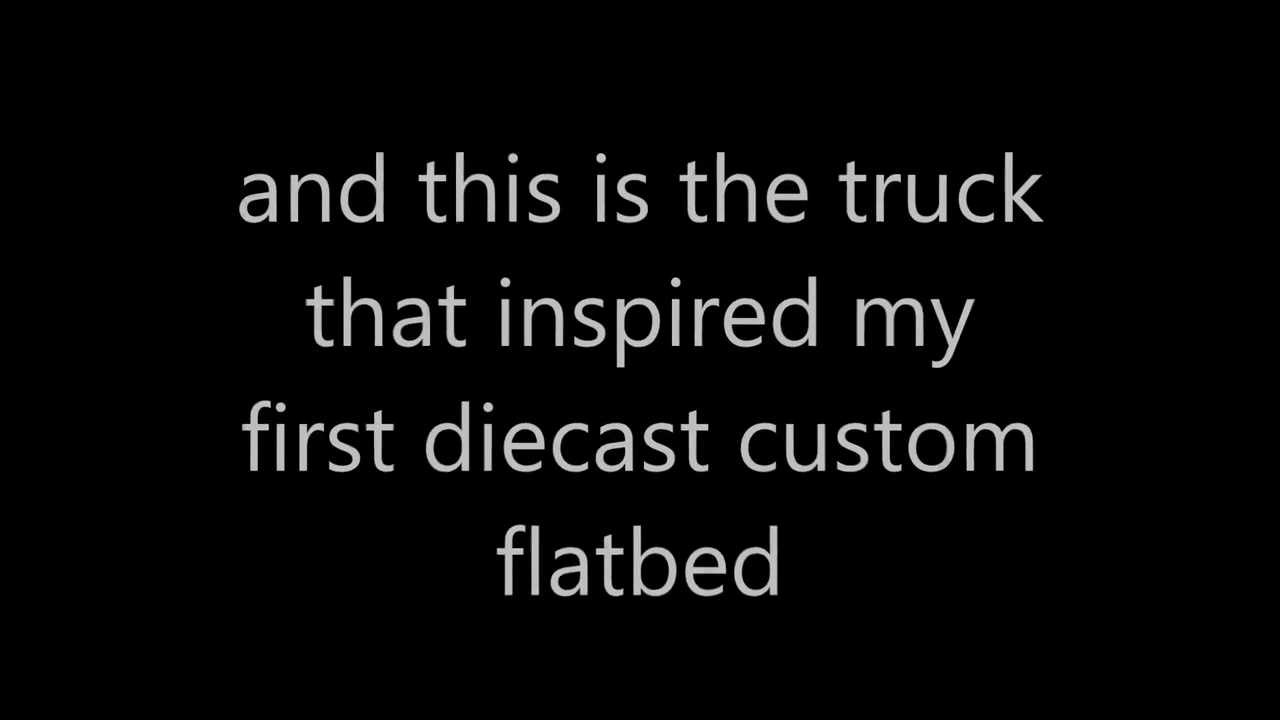 and this is the truck
that inspired my
first diecast custom
flatbed